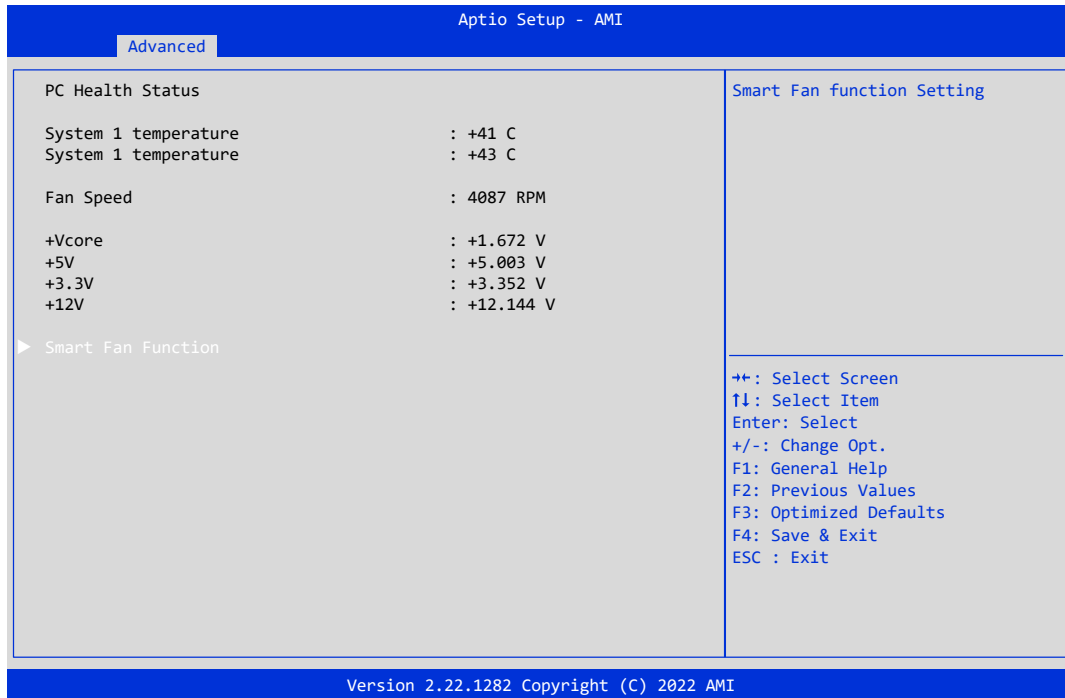 Aptio Setup - AMI
Advanced
PC Health Status
System 1 temperature : +41 C
System 1 temperature : +43 C
Fan Speed : 4087 RPM
+Vcore : +1.672 V
+5V : +5.003 V
+3.3V : +3.352 V
+12V : +12.144 V
▶ Smart Fan Function
Smart Fan function Setting
→←: Select Screen
↑↓: Select Item
Enter: Select
+/-: Change Opt.
F1: General Help
F2: Previous Values
F3: Optimized Defaults
F4: Save & Exit
ESC : Exit
Version 2.22.1282 Copyright (C) 2022 AMI